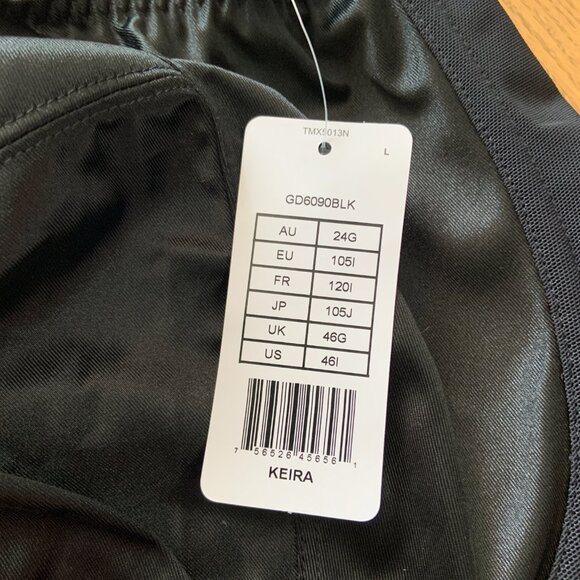 TMX5013N
L
GD6090BLK
AU 24G
EU 105I
FR 120I
JP 105J
UK 46G
US 46I
7 56526 45656 1
KEIRA